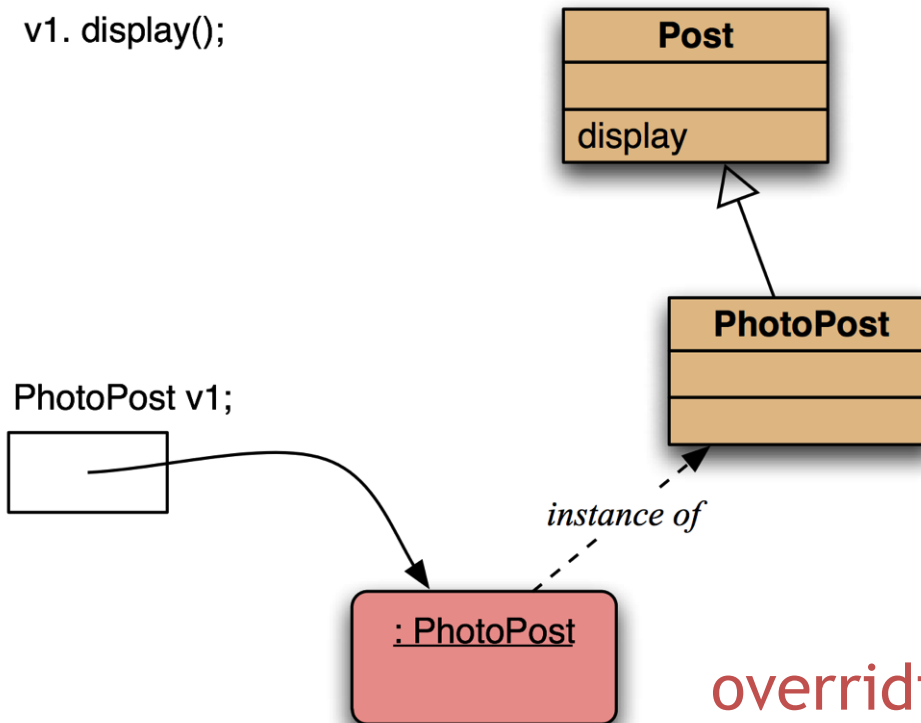 v1. display();
Post
display
PhotoPost
PhotoPost v1;
instance of
: PhotoPost